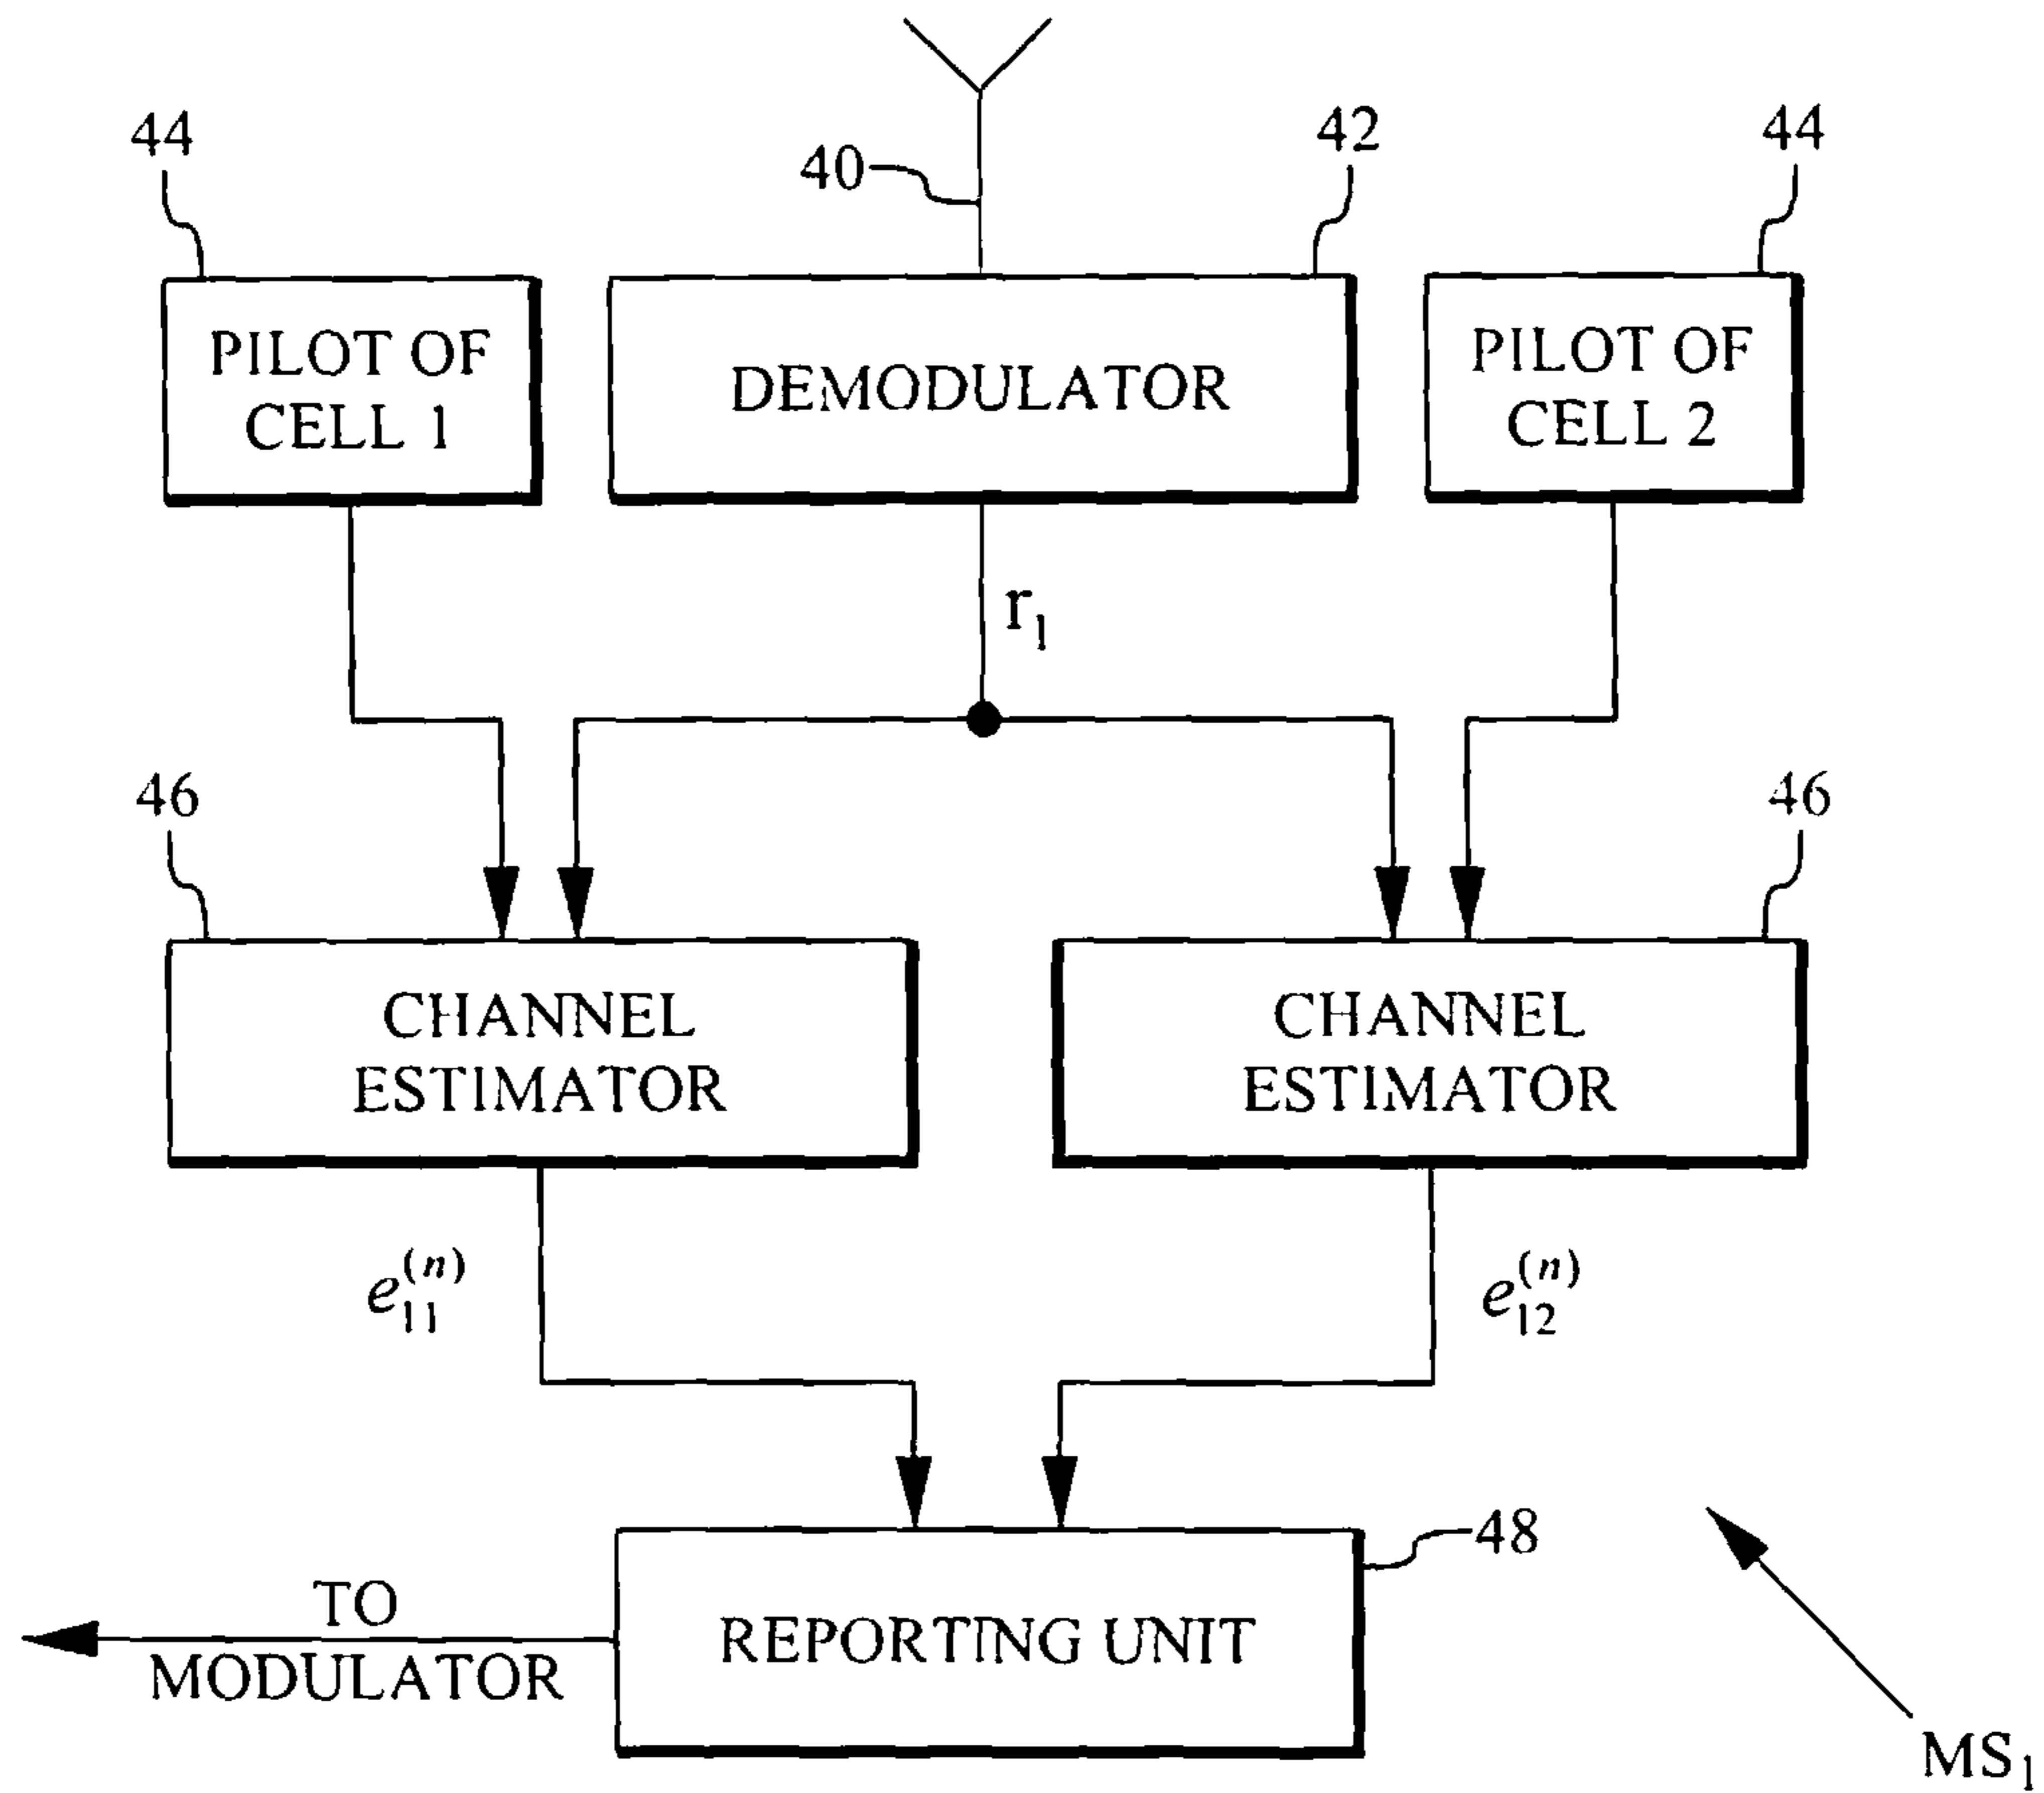 44
40
42
44
PILOT OF
CELL 1
DEMODULATOR
PILOT OF
CELL 2
r₁
46
46
CHANNEL
ESTIMATOR
CHANNEL
ESTIMATOR
e₁₁⁽ⁿ⁾
e₁₂⁽ⁿ⁾
48
TO
MODULATOR
REPORTING UNIT
MS₁